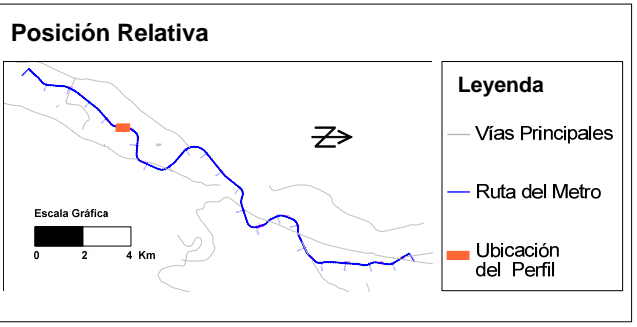 Posición Relativa
Escala Gráfica
0 2 4 Km
Leyenda
Vías Principales
Ruta del Metro
Ubicación
del Perfil